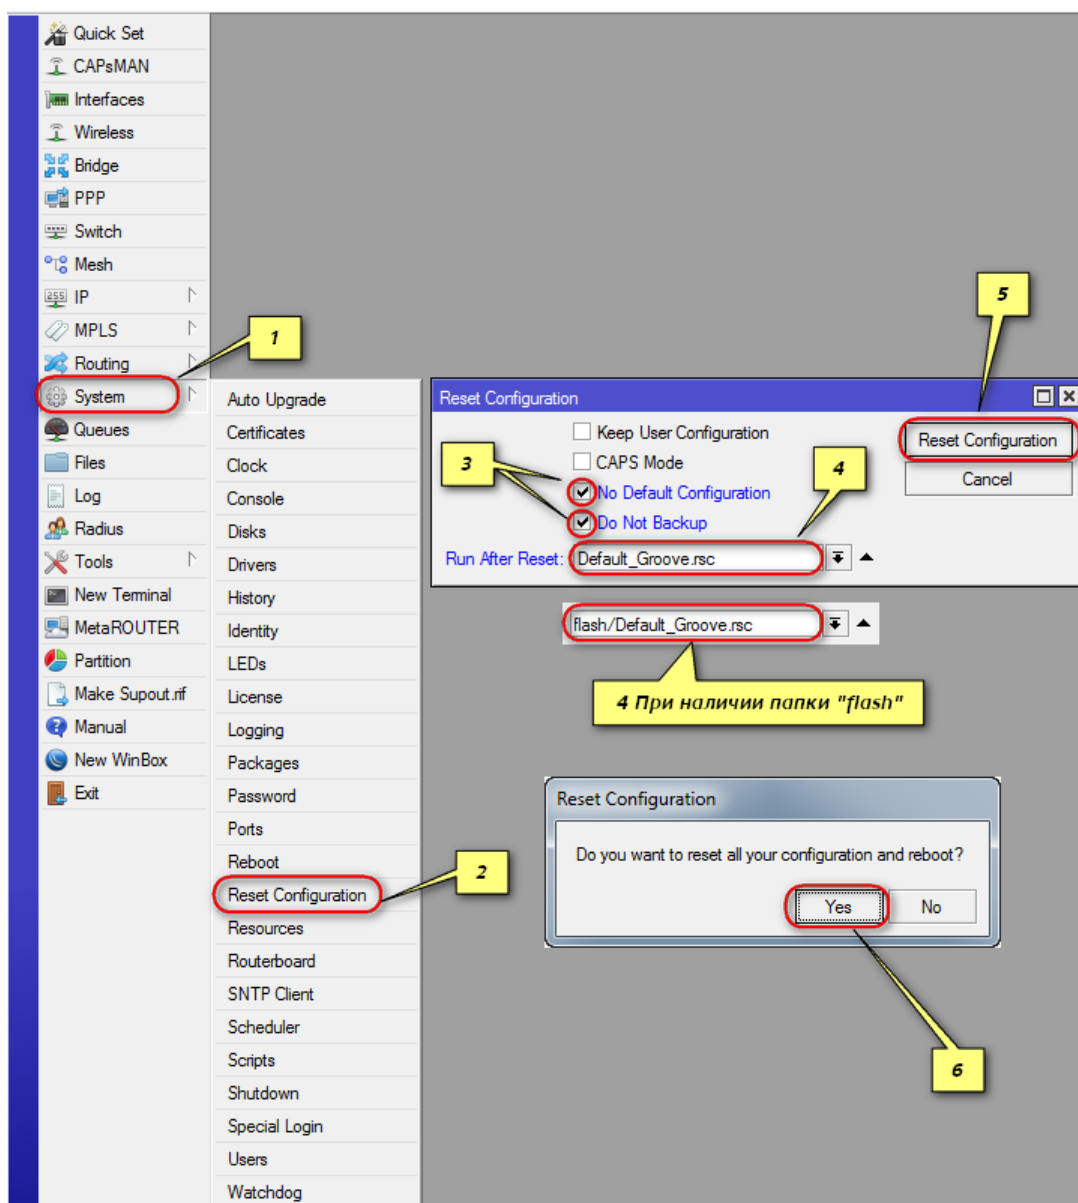 Quick Set
CAPsMAN
Interfaces
Wireless
Bridge
PPP
Switch
Mesh
255 IP
MPLS
Routing
System
Queues
Files
Log
Radius
Tools
New Terminal
MetaROUTER
Partition
Make Supout.rif
Manual
New WinBox
Exit
1
Auto Upgrade
Certificates
Clock
Console
Disks
Drivers
History
Identity
LEDs
License
Logging
Packages
Password
Ports
Reboot
Reset Configuration
Resources
Routerboard
SNTP Client
Scheduler
Scripts
Shutdown
Special Login
Users
Watchdog
2
5
Reset Configuration
Keep User Configuration
CAPS Mode
No Default Configuration
Do Not Backup
Run After Reset: Default_Groove.rsc
Reset Configuration
Cancel
3
4
flash/Default_Groove.rsc
4 При наличии папки "flash"
Reset Configuration
Do you want to reset all your configuration and reboot?
Yes No
6